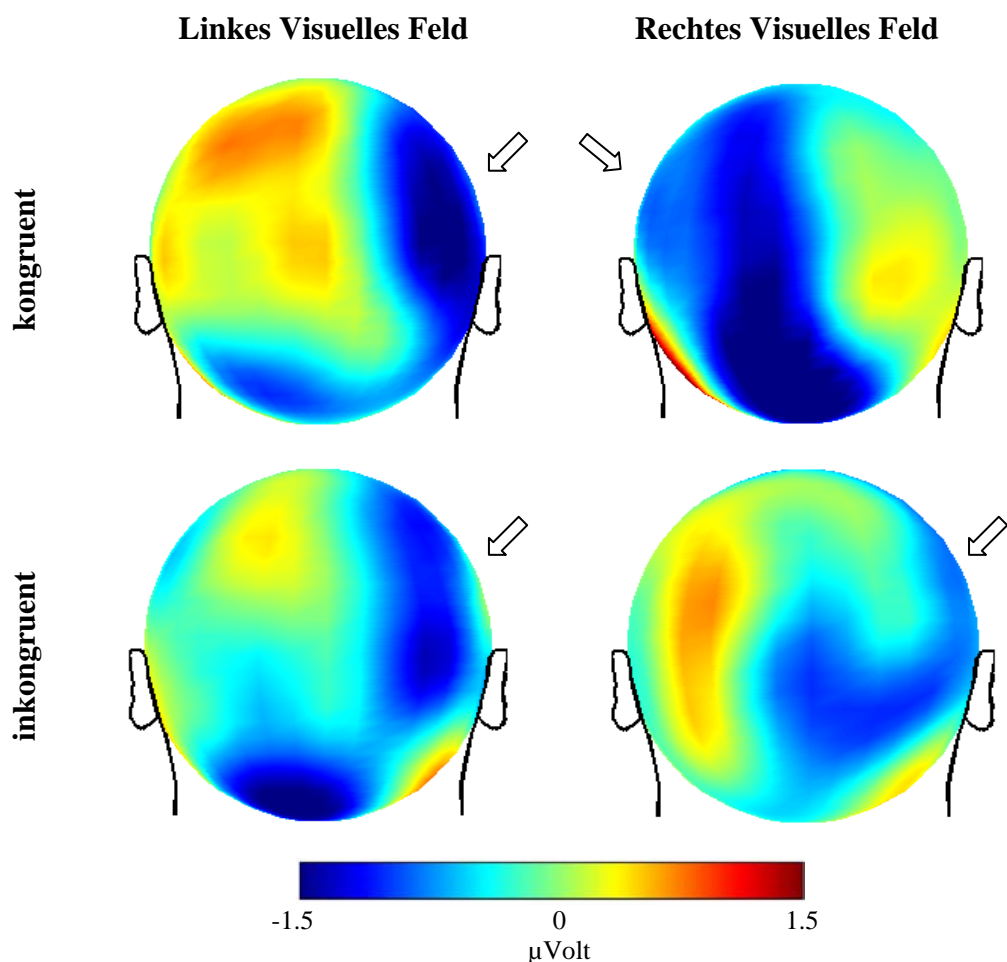 Linkes Visuelles Feld
Rechtes Visuelles Feld
kongruent
inkongruent
-1.5
0
1.5
µVolt